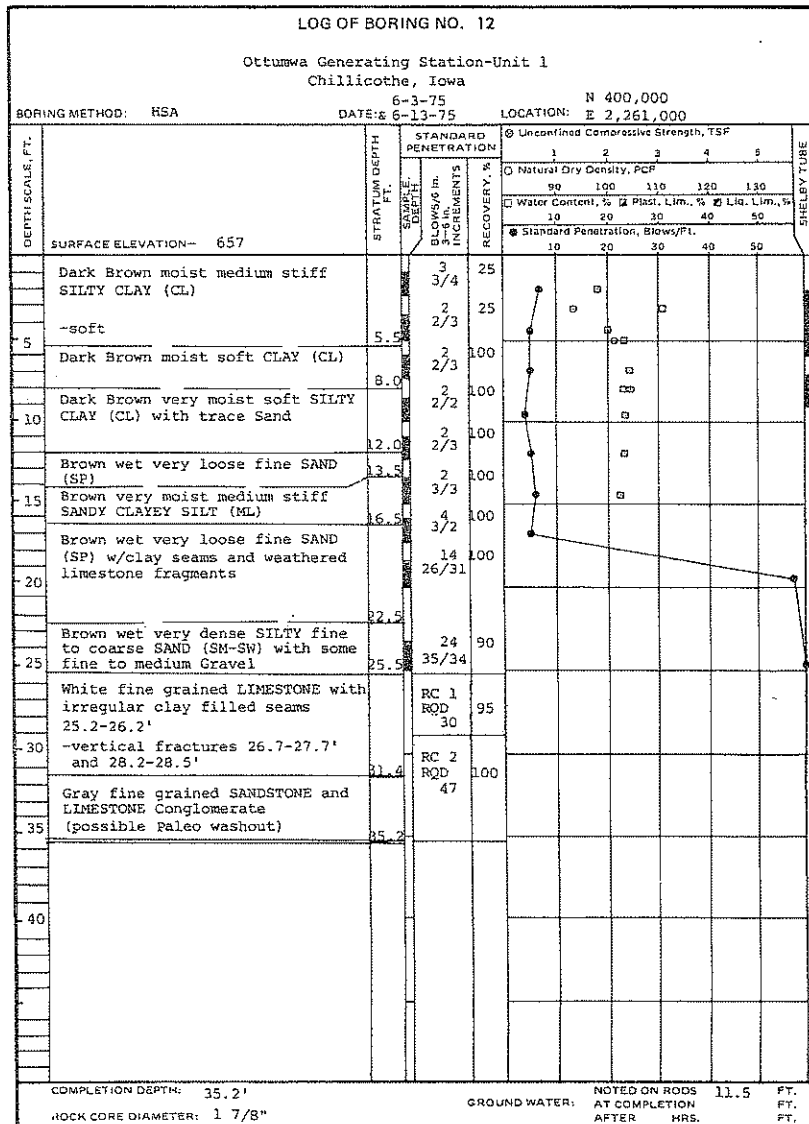 LOG OF BORING NO. 12
Ottumwa Generating Station-Unit 1
Chillicothe, Iowa
BORING METHOD: HSA
6-3-75
DATE: & 6-13-75
LOCATION: N 400,000
E 2,261,000
DEPTH SCALE, FT.
SURFACE ELEVATION— 657
STRATUM DEPTH FT.
SAMPLE DEPTH
STANDARD PENETRATION
BLOWS/6 In.
3—6 in.
INCREMENTS
RECOVERY, %
Unconfined Compressive Strength, TSF
1 2 3 4 5
Natural Dry Density, PCF
90 100 110 120 130
Water Content, % Plast. Lim., % Liq. Lim., %
10 20 30 40 50
Standard Penetration, Blows/Ft.
10 20 30 40 50
SHELBY TUBE
Dark Brown moist medium stiff
SILTY CLAY (CL)
3
3/4
25
-soft
2
2/3
25
5
5.5
Dark Brown moist soft CLAY (CL)
2
2/3
100
8.0
Dark Brown very moist soft SILTY
CLAY (CL) with trace Sand
2
2/2
100
10
2
2/3
100
12.0
Brown wet very loose fine SAND
(SP)
13.5
2
3/3
100
Brown very moist medium stiff
SANDY CLAYEY SILT (ML)
15
16.5
4
3/2
100
Brown wet very loose fine SAND
(SP) w/clay seams and weathered
limestone fragments
14
26/31
100
20
22.5
Brown wet very dense SILTY fine
to coarse SAND (SM-SW) with some
fine to medium Gravel
24
35/34
90
25
25.5
White fine grained LIMESTONE with
irregular clay filled seams
25.2-26.2'
RC 1
RQD
30
95
-vertical fractures 26.7-27.7'
and 28.2-28.5'
30
31.4
RC 2
RQD
47
100
Gray fine grained SANDSTONE and
LIMESTONE Conglomerate
(possible Paleo washout)
35
35.2
40
COMPLETION DEPTH: 35.2'
ROCK CORE DIAMETER: 1 7/8"
GROUND WATER:
NOTED ON RODS 11.5 FT.
AT COMPLETION FT.
AFTER HRS. FT.